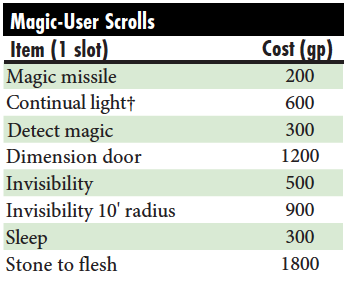 Magic-User Scrolls
Item (1 slot) Cost (gp)
Magic missile 200
Continual light† 600
Detect magic 300
Dimension door 1200
Invisibility 500
Invisibility 10' radius 900
Sleep 300
Stone to flesh 1800